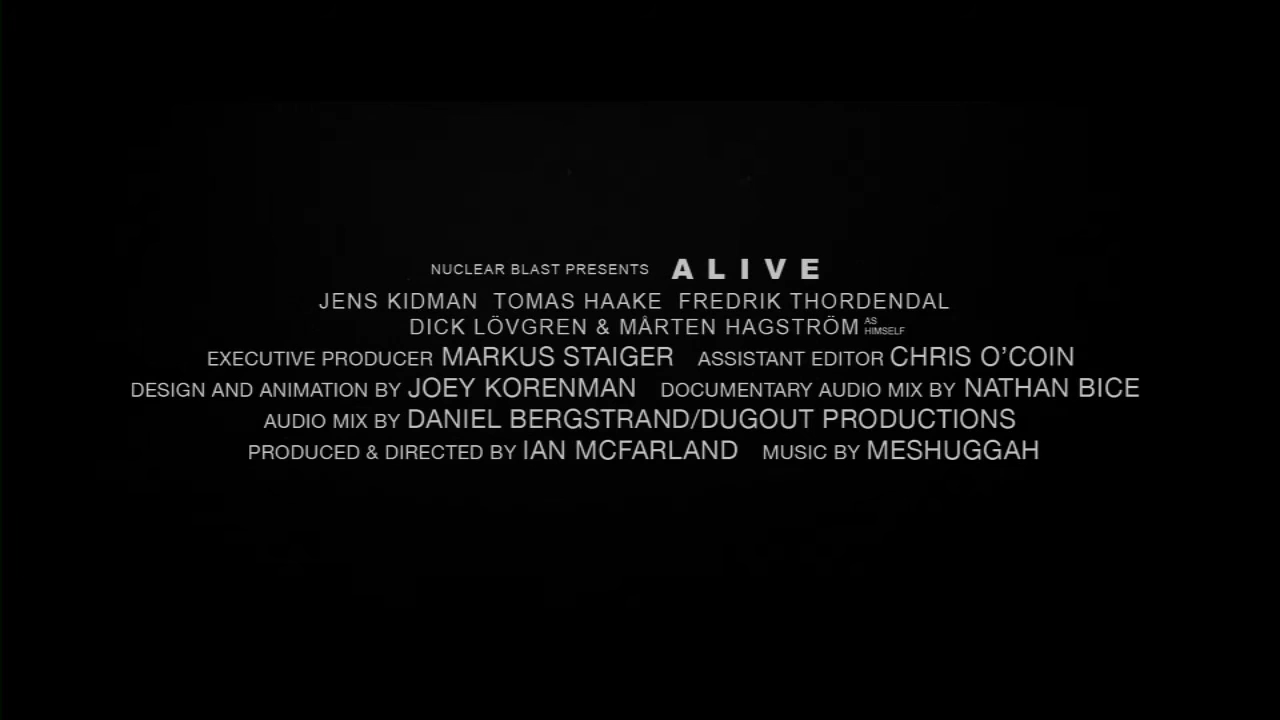 NUCLEAR BLAST PRESENTS ALIVE
JENS KIDMAN TOMAS HAAKE FREDRIK THORDENDAL
DICK LÖVGREN & MÅRTEN HAGSTRÖM AS HIMSELF
EXECUTIVE PRODUCER MARKUS STAIGER ASSISTANT EDITOR CHRIS O'COIN
DESIGN AND ANIMATION BY JOEY KORENMAN DOCUMENTARY AUDIO MIX BY NATHAN BICE
AUDIO MIX BY DANIEL BERGSTRAND/DUGOUT PRODUCTIONS
PRODUCED & DIRECTED BY IAN MCFARLAND MUSIC BY MESHUGGAH